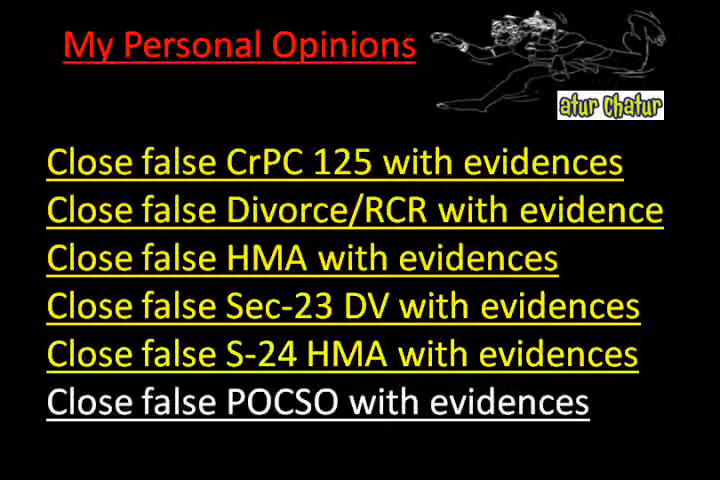 My Personal Opinions
atur Chatur
Close false CrPC 125 with evidences
Close false Divorce/RCR with evidence
Close false HMA with evidences
Close false Sec-23 DV with evidences
Close false S-24 HMA with evidences
Close false POCSO with evidences